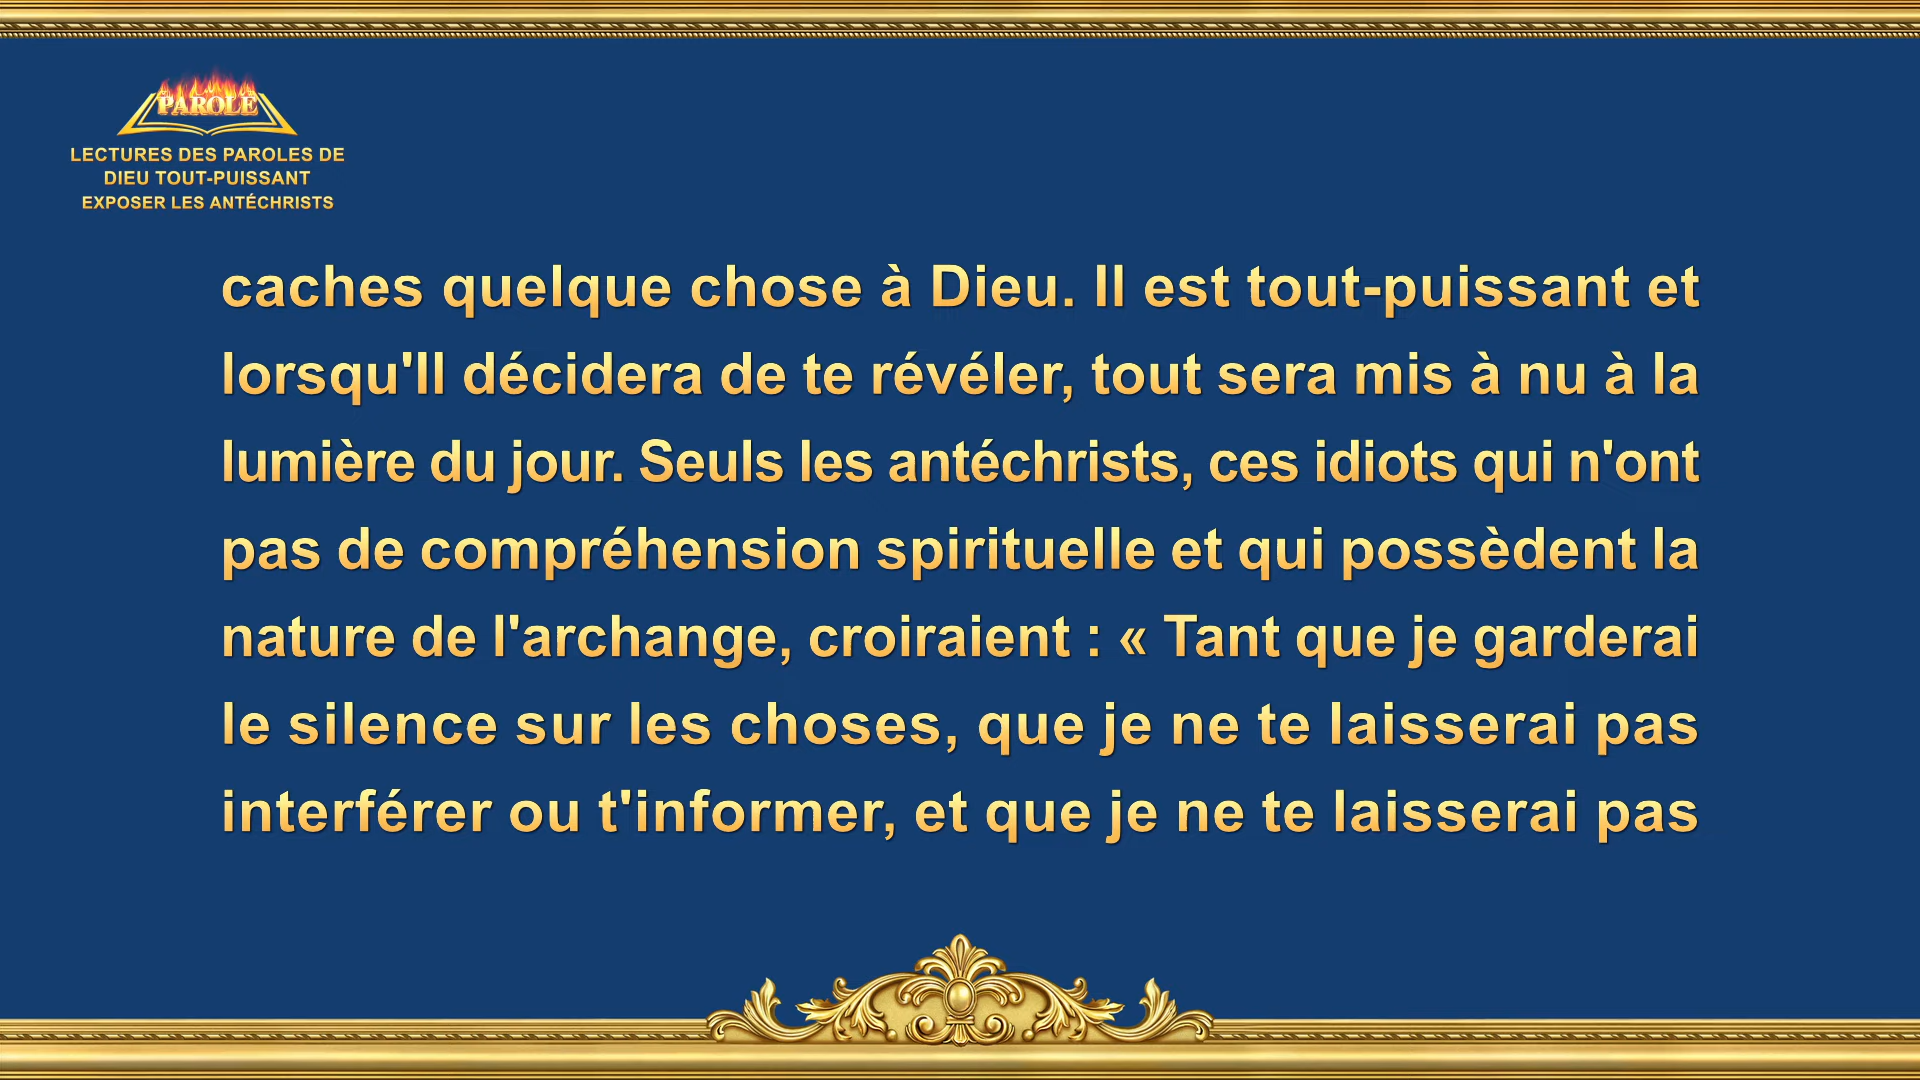 PAROLE
LECTURES DES PAROLES DE
DIEU TOUT-PUISSANT
EXPOSER LES ANTÉCHRISTS
caches quelque chose à Dieu. Il est tout-puissant et
lorsqu'Il décidera de te révéler, tout sera mis à nu à la
lumière du jour. Seuls les antéchrists, ces idiots qui n'ont
pas de compréhension spirituelle et qui possèdent la
nature de l'archange, croiraient : « Tant que je garderai
le silence sur les choses, que je ne te laisserai pas
interférer ou t'informer, et que je ne te laisserai pas